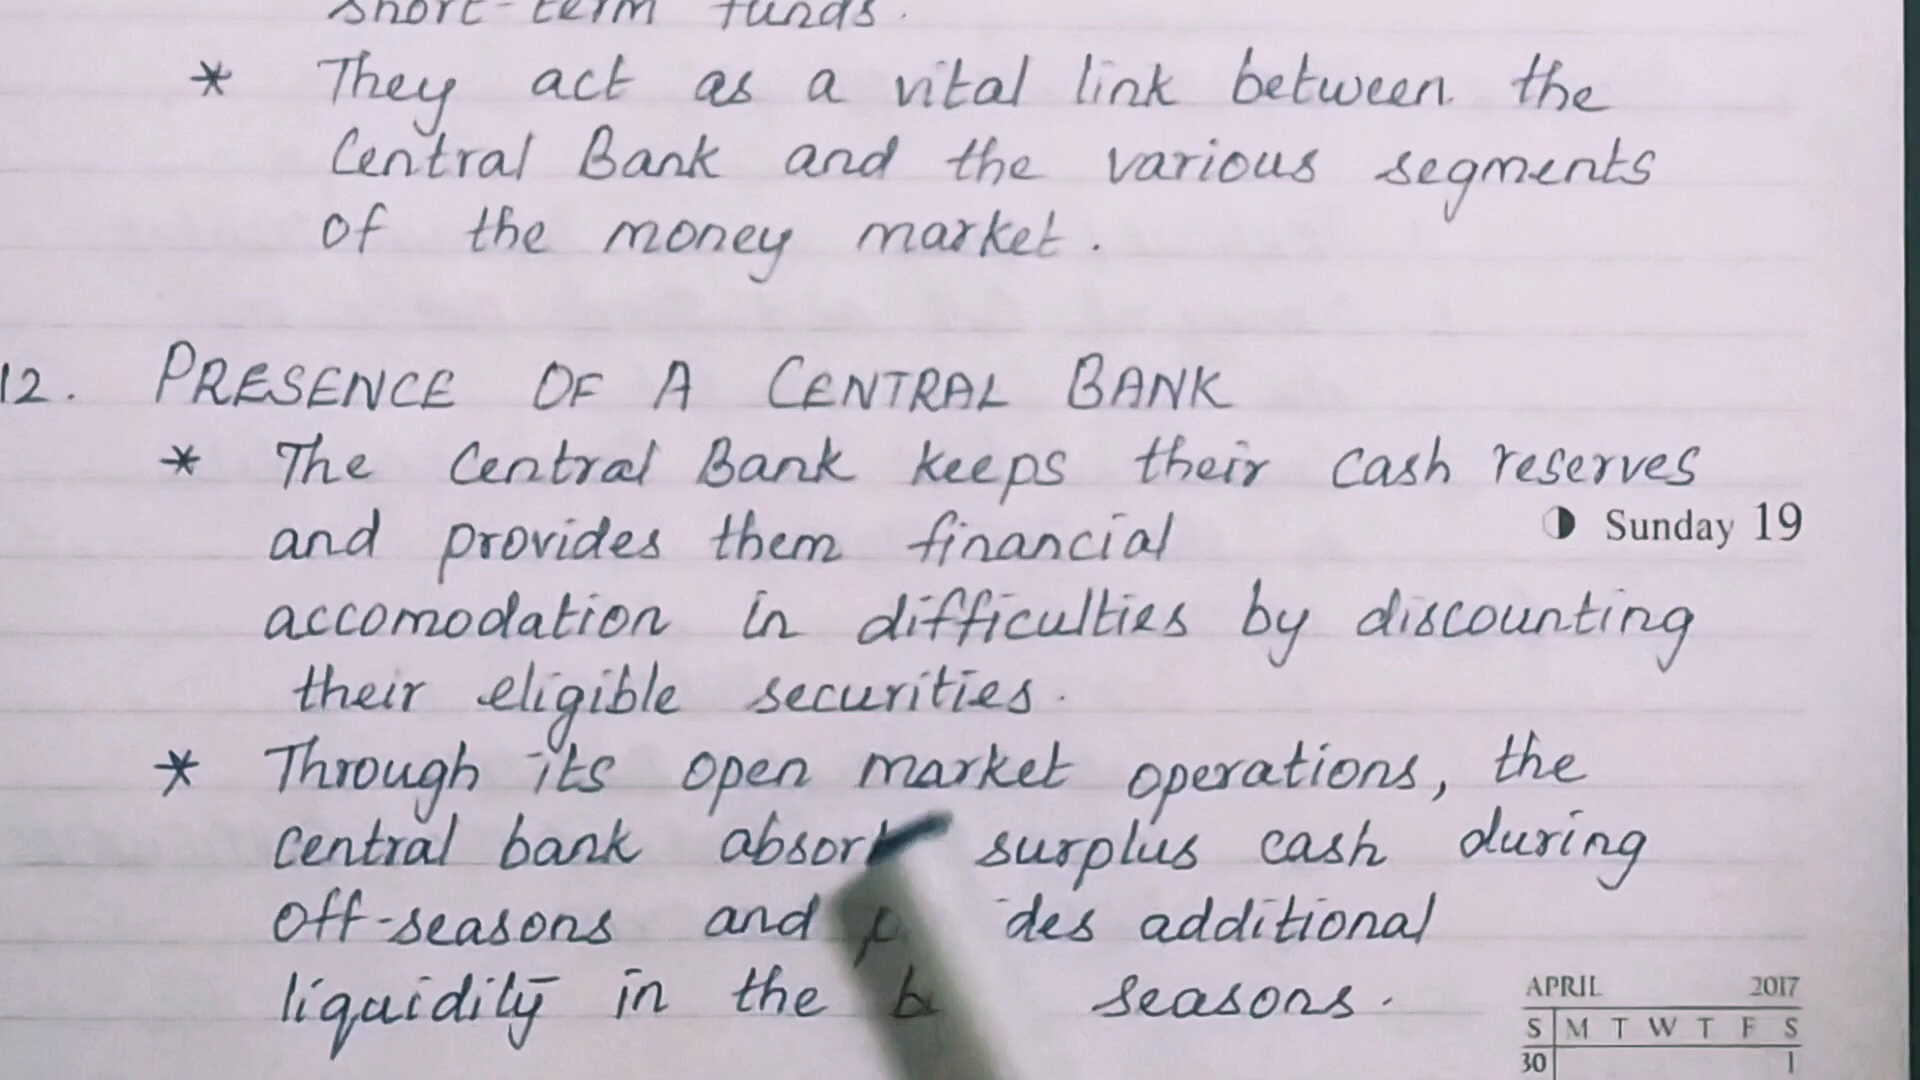 short-term funds.
* They act as a vital link between the
Central Bank and the various segments
of the money market.
12. PRESENCE OF A CENTRAL BANK
* The Central Bank keeps their cash reserves
and provides them financial
Sunday 19
accomodation in difficulties by discounting
their eligible securities.
* Through its open market operations, the
central bank surplus cash during
off-seasons and additional
liquidity in the seasons.
APRIL 2017
S M T W T F S
30 1